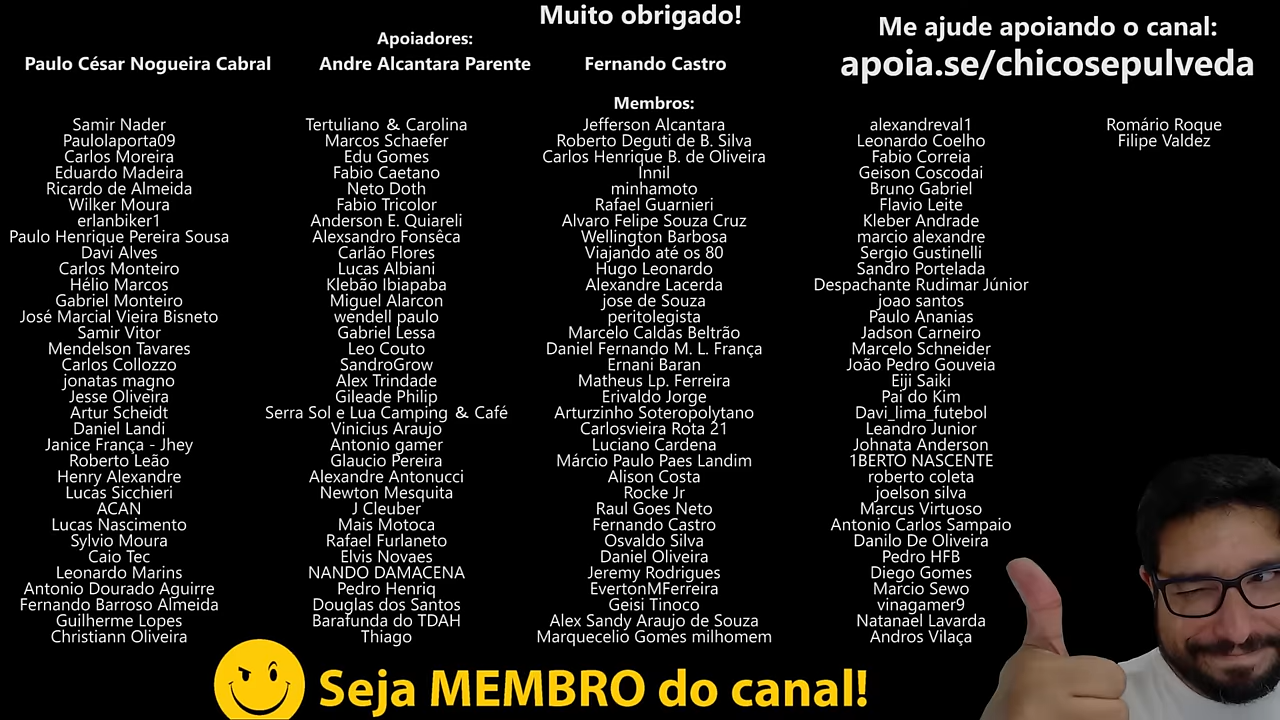 Muito obrigado!
Apoiadores:
Paulo César Nogueira Cabral
Andre Alcantara Parente
Fernando Castro
Me ajude apoiando o canal:
apoia.se/chicosepulveda
Membros:
Samir Nader
Paulolaporta09
Carlos Moreira
Eduardo Madeira
Ricardo de Almeida
Wilker Moura
erlanbiker1
Paulo Henrique Pereira Sousa
Davi Alves
Carlos Monteiro
Hélio Marcos
Gabriel Monteiro
José Marcial Vieira Bisneto
Samir Vitor
Mendelson Tavares
Carlos Collozzo
jonatas magno
Jesse Oliveira
Artur Scheidt
Daniel Landi
Janice França - Jhey
Roberto Leão
Henry Alexandre
Lucas Sicchieri
ACAN
Lucas Nascimento
Sylvio Moura
Caio Tec
Leonardo Marins
Antonio Dourado Aguirre
Fernando Barroso Almeida
Guilherme Lopes
Christiann Oliveira
Tertuliano & Carolina
Marcos Schaefer
Edu Gomes
Fabio Caetano
Neto Doth
Fabio Tricolor
Anderson E. Quiareli
Alexsandro Fonsêca
Carlão Flores
Lucas Albiani
Klebão Ibiapaba
Miguel Alarcon
wendell paulo
Gabriel Lessa
Leo Couto
SandroGrow
Alex Trindade
Gileade Philip
Serra Sol e Lua Camping & Café
Vinicius Araujo
Antonio gamer
Glaucio Pereira
Alexandre Antonucci
Newton Mesquita
J Cleuber
Mais Motoca
Rafael Furlaneto
Elvis Novaes
NANDO DAMACENA
Pedro Henriq
Douglas dos Santos
Barafunda do TDAH
Thiago
Jefferson Alcantara
Roberto Deguti de B. Silva
Carlos Henrique B. de Oliveira
Innil
minhamoto
Rafael Guarnieri
Alvaro Felipe Souza Cruz
Wellington Barbosa
Viajando até os 80
Hugo Leonardo
Alexandre Lacerda
jose de Souza
peritolegista
Marcelo Caldas Beltrão
Daniel Fernando M. L. França
Ernani Baran
Matheus Lp. Ferreira
Erivaldo Jorge
Arturzinho Soteropolytano
Carlosvieira Rota 21
Luciano Cardena
Márcio Paulo Paes Landim
Alison Costa
Rocke Jr
Raul Goes Neto
Fernando Castro
Osvaldo Silva
Daniel Oliveira
Jeremy Rodrigues
EvertonMFerreira
Geisi Tinoco
Alex Sandy Araujo de Souza
Marquecelio Gomes milhomem
alexandreval1
Leonardo Coelho
Fabio Correia
Geison Coscodai
Bruno Gabriel
Flavio Leite
Kleber Andrade
marcio alexandre
Sergio Gustinelli
Sandro Portelada
Despachante Rudimar Júnior
joao santos
Paulo Ananias
Jadson Carneiro
Marcelo Schneider
João Pedro Gouveia
Eiji Saiki
Pai do Kim
Davi_lima_futebol
Leandro Junior
Johnata Anderson
1BERTO NASCENTE
roberto coleta
joelson silva
Marcus Virtuoso
Antonio Carlos Sampaio
Danilo De Oliveira
Pedro HFB
Diego Gomes
Marcio Sewo
vinagamer9
Natanael Lavarda
Andros Vilaça
Romário Roque
Filipe Valdez
Seja MEMBRO do canal!